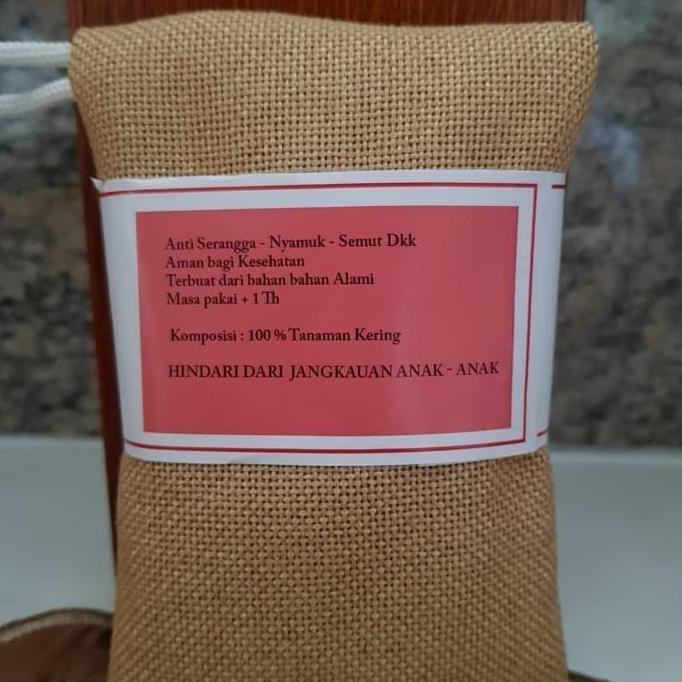 Anti Serangga - Nyamuk - Semut Dkk
Aman bagi Kesehatan
Terbuat dari bahan bahan Alami
Masa pakai + 1 Th
Komposisi : 100 % Tanaman Kering
HINDARI DARI JANGKAUAN ANAK - ANAK